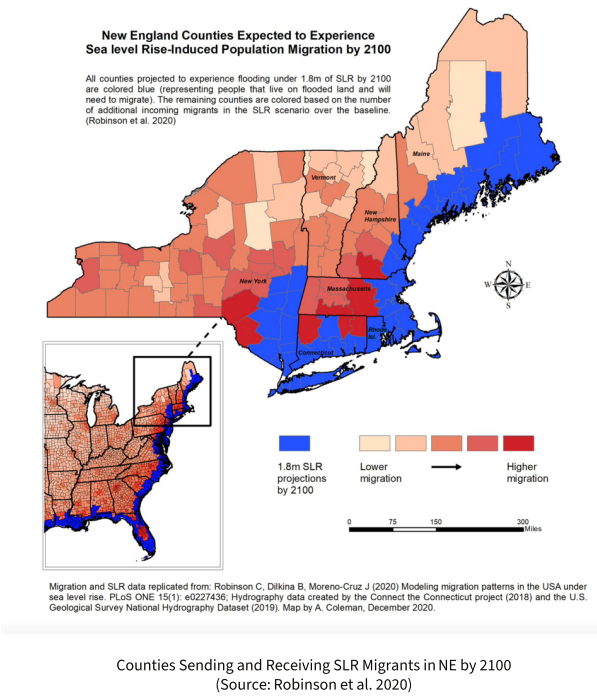 New England Counties Expected to Experience
Sea level Rise-Induced Population Migration by 2100
All counties projected to experience flooding under 1.8m of SLR by 2100
are colored blue (representing people that live on flooded land and will
need to migrate). The remaining counties are colored based on the number
of additional incoming migrants in the SLR scenario over the baseline.
(Robinson et al. 2020)
Maine
Vermont
New
Hampshire
New York
Massachusetts
Rhode
Isl.
Connecticut
N
W
E
S
1.8m SLR
projections
by 2100
Lower
migration
Higher
migration
0
75
150
300
Miles
Migration and SLR data replicated from: Robinson C, Dilkina B, Moreno-Cruz J (2020) Modeling migration patterns in the USA under
sea level rise. PLoS ONE 15(1): e0227436; Hydrography data created by the Connect the Connecticut project (2018) and the U.S.
Geological Survey National Hydrography Dataset (2019). Map by A. Coleman, December 2020.
Counties Sending and Receiving SLR Migrants in NE by 2100
(Source: Robinson et al. 2020)